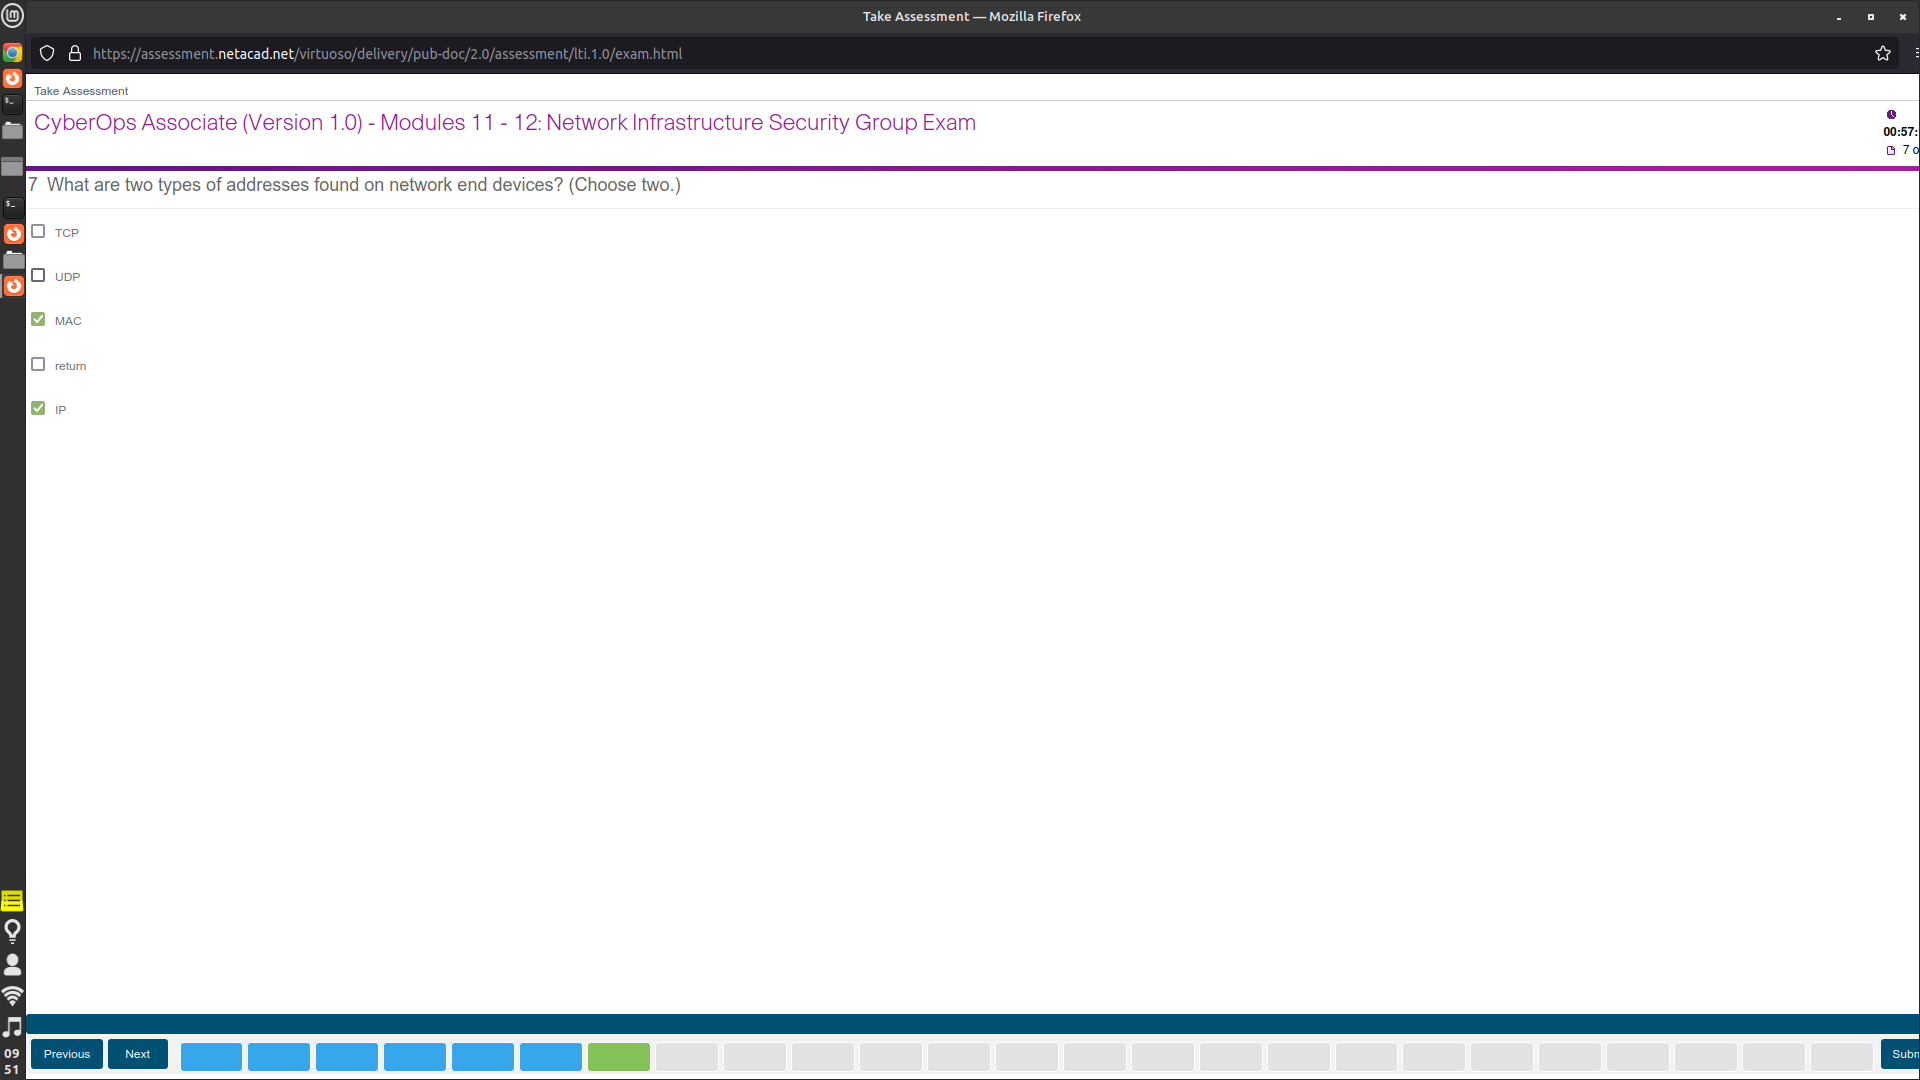 Take Assessment — Mozilla Firefox
https://assessment.netacad.net/virtuoso/delivery/pub-doc/2.0/assessment/lti.1.0/exam.html
Take Assessment
CyberOps Associate (Version 1.0) - Modules 11 - 12: Network Infrastructure Security Group Exam
00:57:
7 o
7 What are two types of addresses found on network end devices? (Choose two.)
TCP
UDP
MAC
return
IP
Previous
Next
Subm
09
51